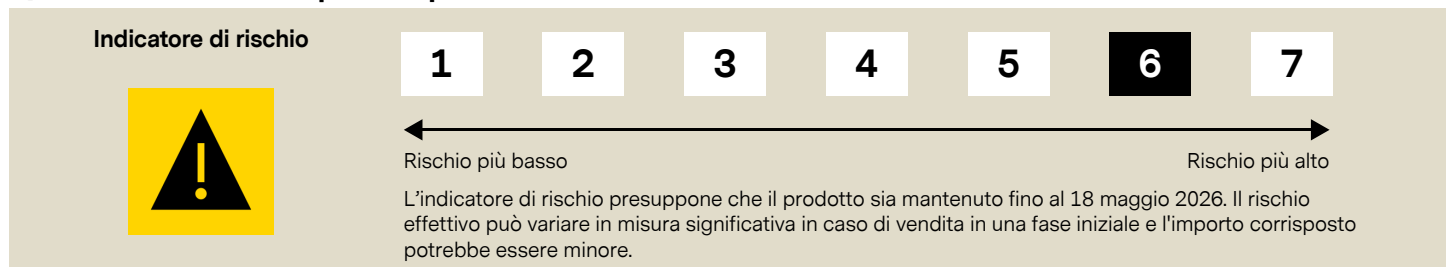 Indicatore di rischio
1 2 3 4 5 6 7
Rischio più basso Rischio più alto
L’indicatore di rischio presuppone che il prodotto sia mantenuto fino al 18 maggio 2026. Il rischio
effettivo può variare in misura significativa in caso di vendita in una fase iniziale e l'importo corrisposto
potrebbe essere minore.